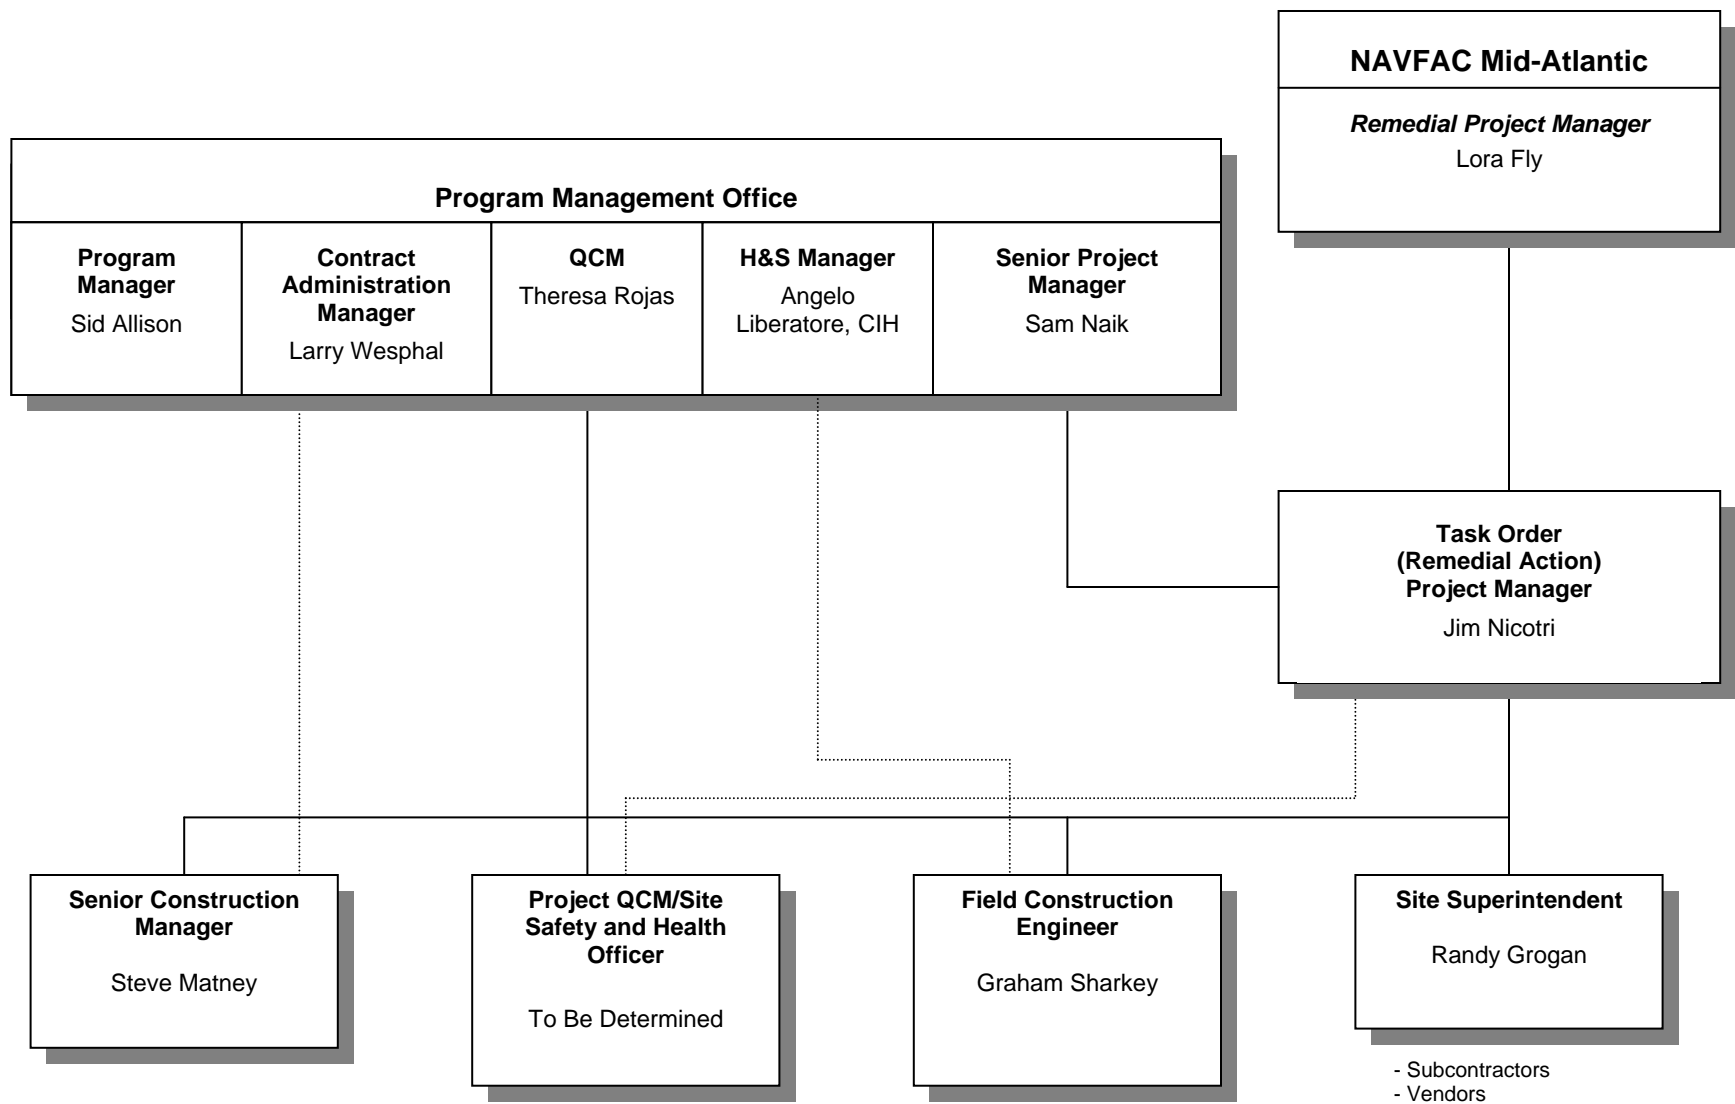 NAVFAC Mid-Atlantic
Remedial Project Manager
Lora Fly
Program Management Office
Program
Manager
Sid Allison
Contract
Administration
Manager
Larry Wesphal
QCM
Theresa Rojas
H&S Manager
Angelo
Liberatore, CIH
Senior Project
Manager
Sam Naik
Task Order
(Remedial Action)
Project Manager
Jim Nicotri
Senior Construction
Manager
Steve Matney
Project QCM/Site
Safety and Health
Officer
To Be Determined
Field Construction
Engineer
Graham Sharkey
Site Superintendent
Randy Grogan
- Subcontractors
- Vendors